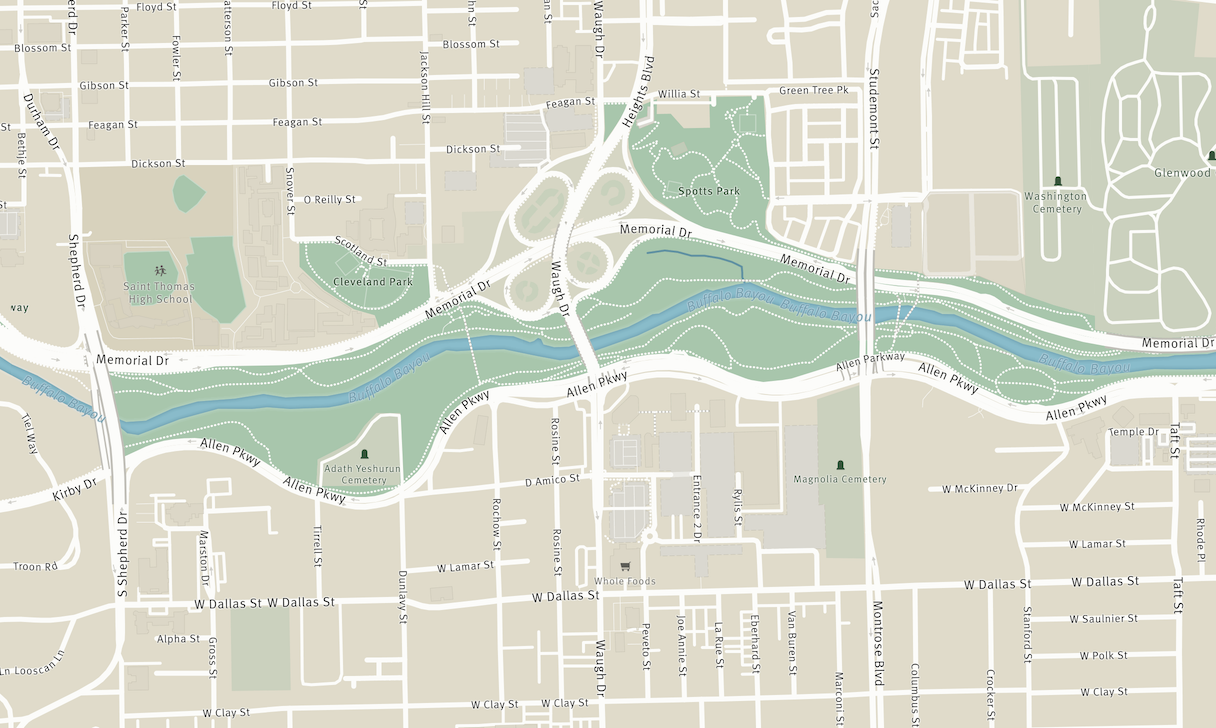 Floyd St
Floyd St
Parker St
Fowler St
Blossom St
Blossom St
Gibson St
Gibson St
Jackson Hill St
Waugh Dr
Heights Blvd
Willia St
Green Tree Pk
Studemont St
Durham Dr
Feagan St
Feagan St
Feagan St
Bethje St
Dickson St
Dickson St
Snover St
O Reilly St
Spotts Park
Glenwood
Washington
Cemetery
Shepherd Dr
Scotland St
Cleveland Park
Saint Thomas
High School
Memorial Dr
Memorial Dr
Memorial Dr
Memorial Dr
Memorial Dr
Waugh Dr
way
Buffalo Bayou
Buffalo Bayou
Buffalo Bayou
Buffalo Bayou
Buffalo Bayou
Allen Parkway
Allen Pkwy
Allen Pkwy
Allen Pkwy
Allen Pkwy
Allen Pkwy
Allen Pkwy
Tiel Way
Kirby Dr
Adath Yeshurun
Cemetery
Rosine St
D Amico St
Magnolia Cemetery
Temple Dr
Taft St
W McKinney Dr
W McKinney St
Entrance 2 Dr
Rylis St
Rochow St
Rosine St
Tirrell St
Marston Dr
S Shepherd Dr
Troon Rd
W Lamar St
W Lamar St
Rhode Pl
Whole Foods
Dunlavy St
W Dallas St
W Dallas St
W Dallas St
W Dallas St
W Dallas St
Taft St
Alpha St
Gross St
Ln Looscan Ln
Waugh Dr
Peveto St
Joe Annie St
La Rue St
Eberhard St
Van Buren St
Marconi St
Montrose Blvd
Columbus St
Crocker St
Stanford St
W Saulnier St
W Polk St
W Clay St
W Clay St
W Clay St
W Clay St